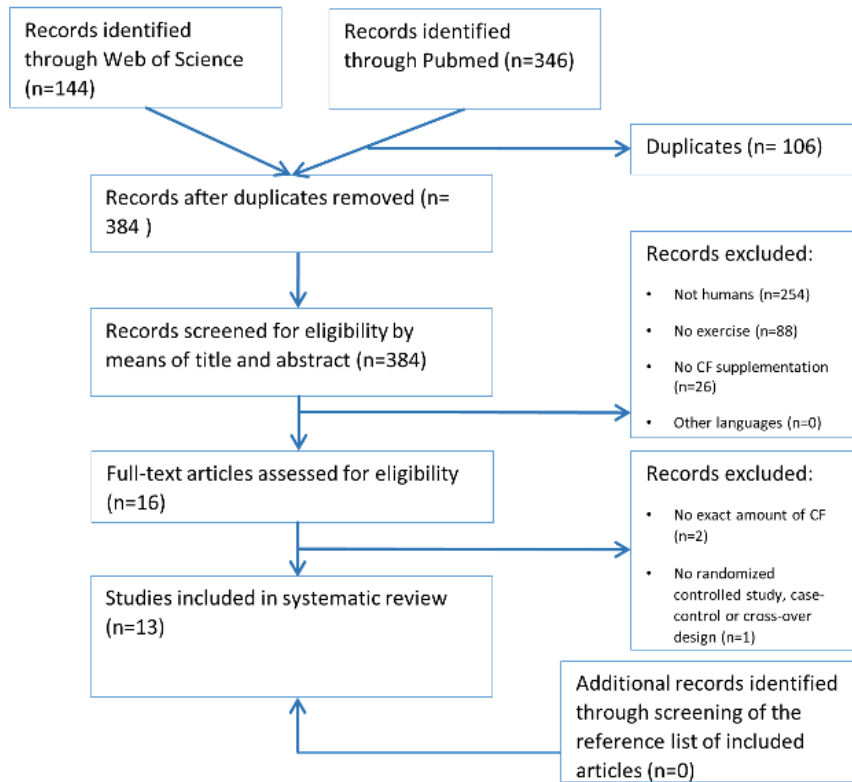 Records identified
through Web of Science
(n=144)
Records identified
through Pubmed (n=346)
Duplicates (n= 106)
Records after duplicates removed (n=
384 )
Records excluded:
• Not humans (n=254)
• No exercise (n=88)
• No CF supplementation
(n=26)
• Other languages (n=0)
Records screened for eligibility by
means of title and abstract (n=384)
Full-text articles assessed for eligibility
(n=16)
Records excluded:
• No exact amount of CF
(n=2)
• No randomized
controlled study, case-
control or cross-over
design (n=1)
Studies included in systematic review
(n=13)
Additional records identified
through screening of the
reference list of included
articles (n=0)